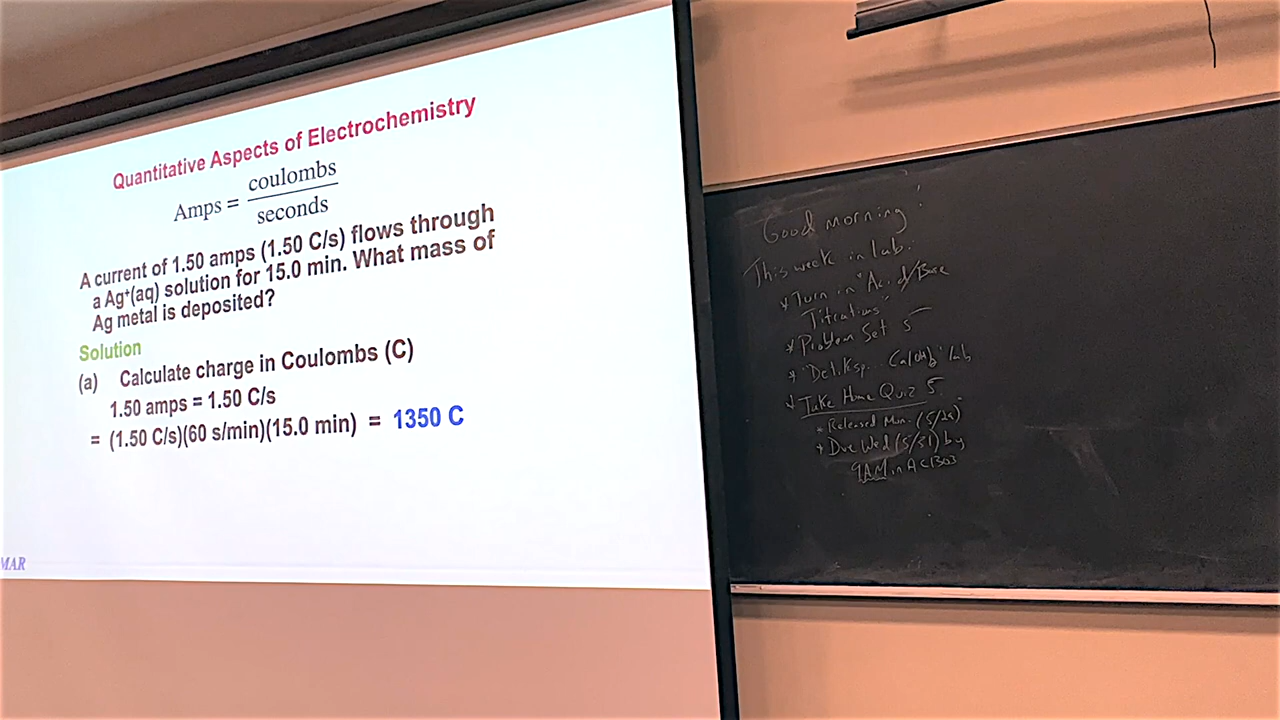 Quantitative Aspects of Electrochemistry
Amps = coulombs / seconds
A current of 1.50 amps (1.50 C/s) flows through
a Ag⁺(aq) solution for 15.0 min. What mass of
Ag metal is deposited?
Solution
(a) Calculate charge in Coulombs (C)
1.50 amps = 1.50 C/s
= (1.50 C/s)(60 s/min)(15.0 min) = 1350 C
MAR
Good morning!
This week in lab:
* Turn in "Acid/Base
Titrations"
* Problem Set 5
* "Det. Ksp Ca(OH)₂" lab
* Take Home Quiz 5
* Released Mon. (5/29)
* Due Wed (5/31) by
9AM in AC1303